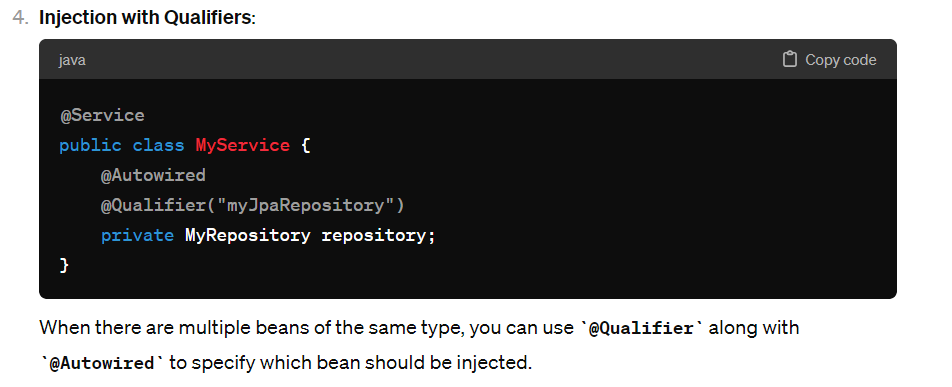 4. Injection with Qualifiers:
java Copy code
@Service
public class MyService {
    @Autowired
    @Qualifier("myJpaRepository")
    private MyRepository repository;
}
When there are multiple beans of the same type, you can use `@Qualifier` along with
`@Autowired` to specify which bean should be injected.